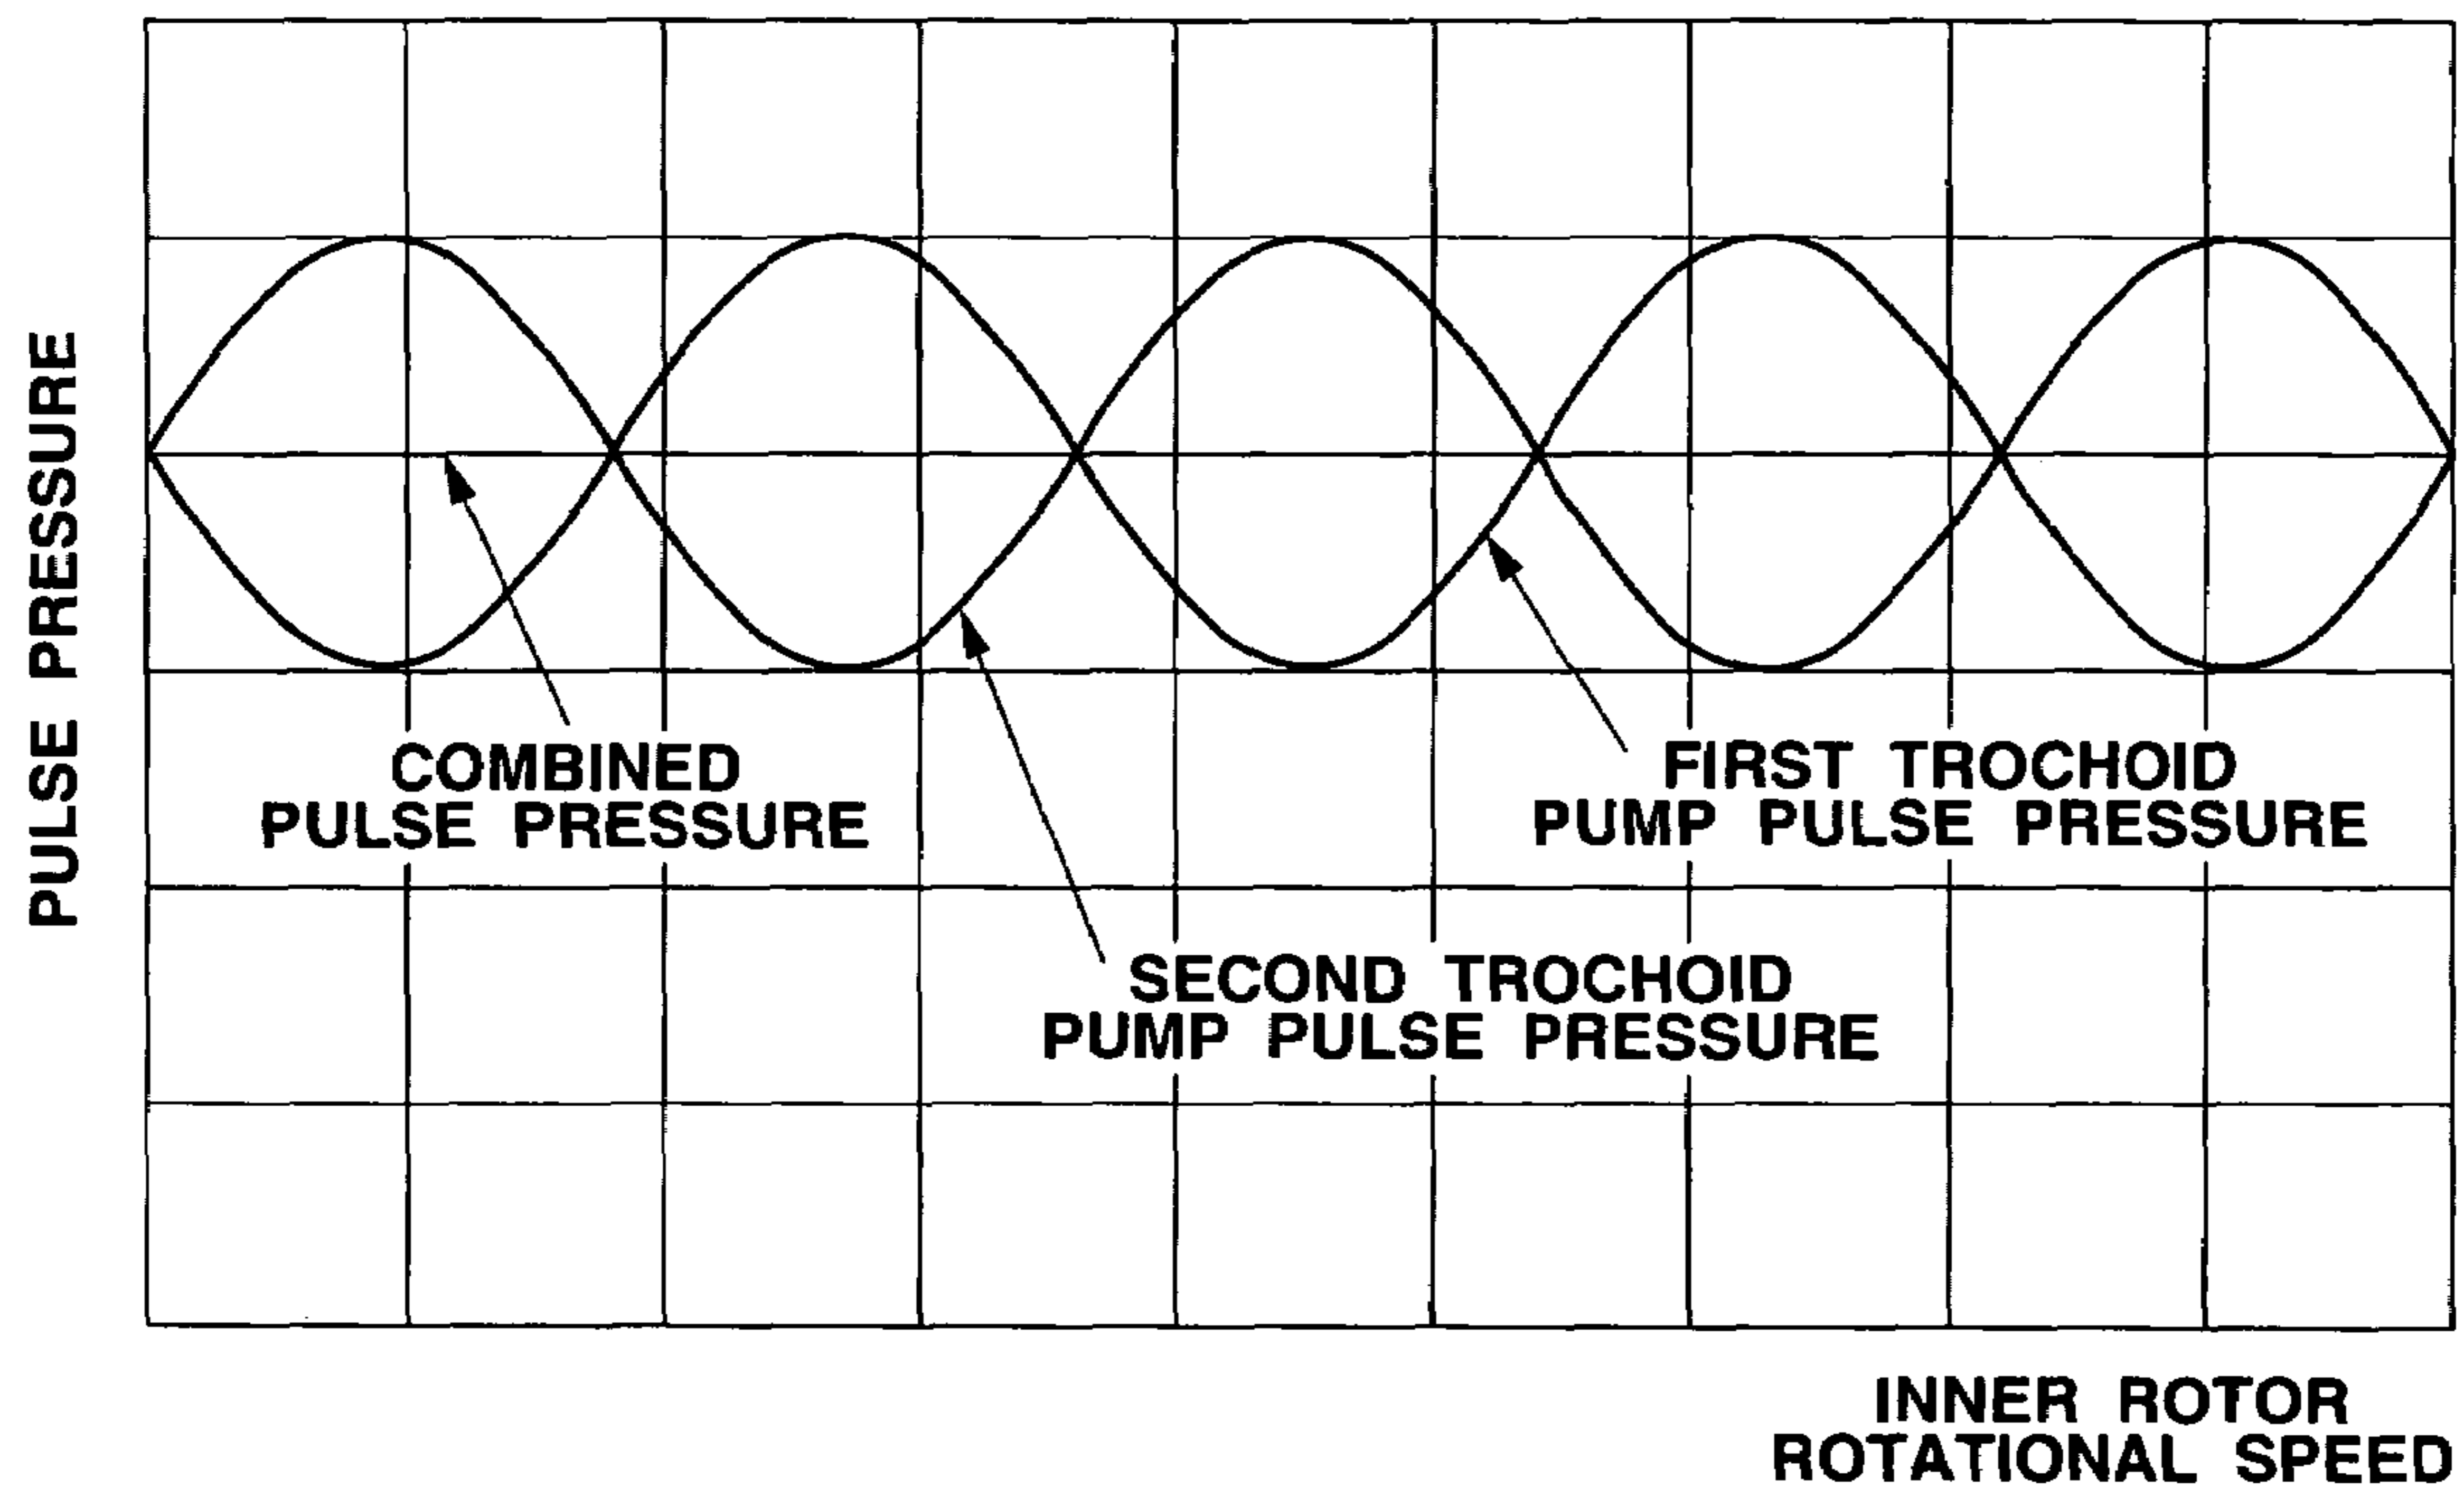 PULSE PRESSURE
COMBINED
PULSE PRESSURE
FIRST TROCHOID
PUMP PULSE PRESSURE
SECOND TROCHOID
PUMP PULSE PRESSURE
INNER ROTOR
ROTATIONAL SPEED